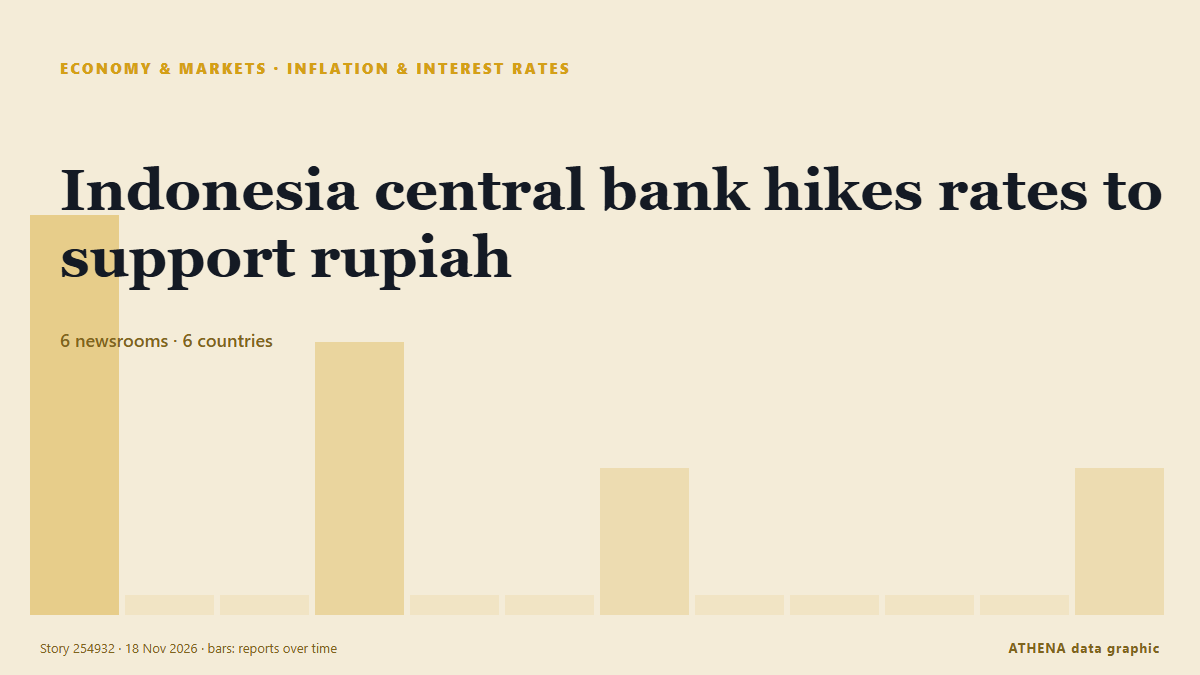 ECONOMY & MARKETS · INFLATION & INTEREST RATES
Indonesia central bank hikes rates to
support rupiah
6 newsrooms · 6 countries
Story 254932 · 18 Nov 2026 · bars: reports over time
ATHENA data graphic